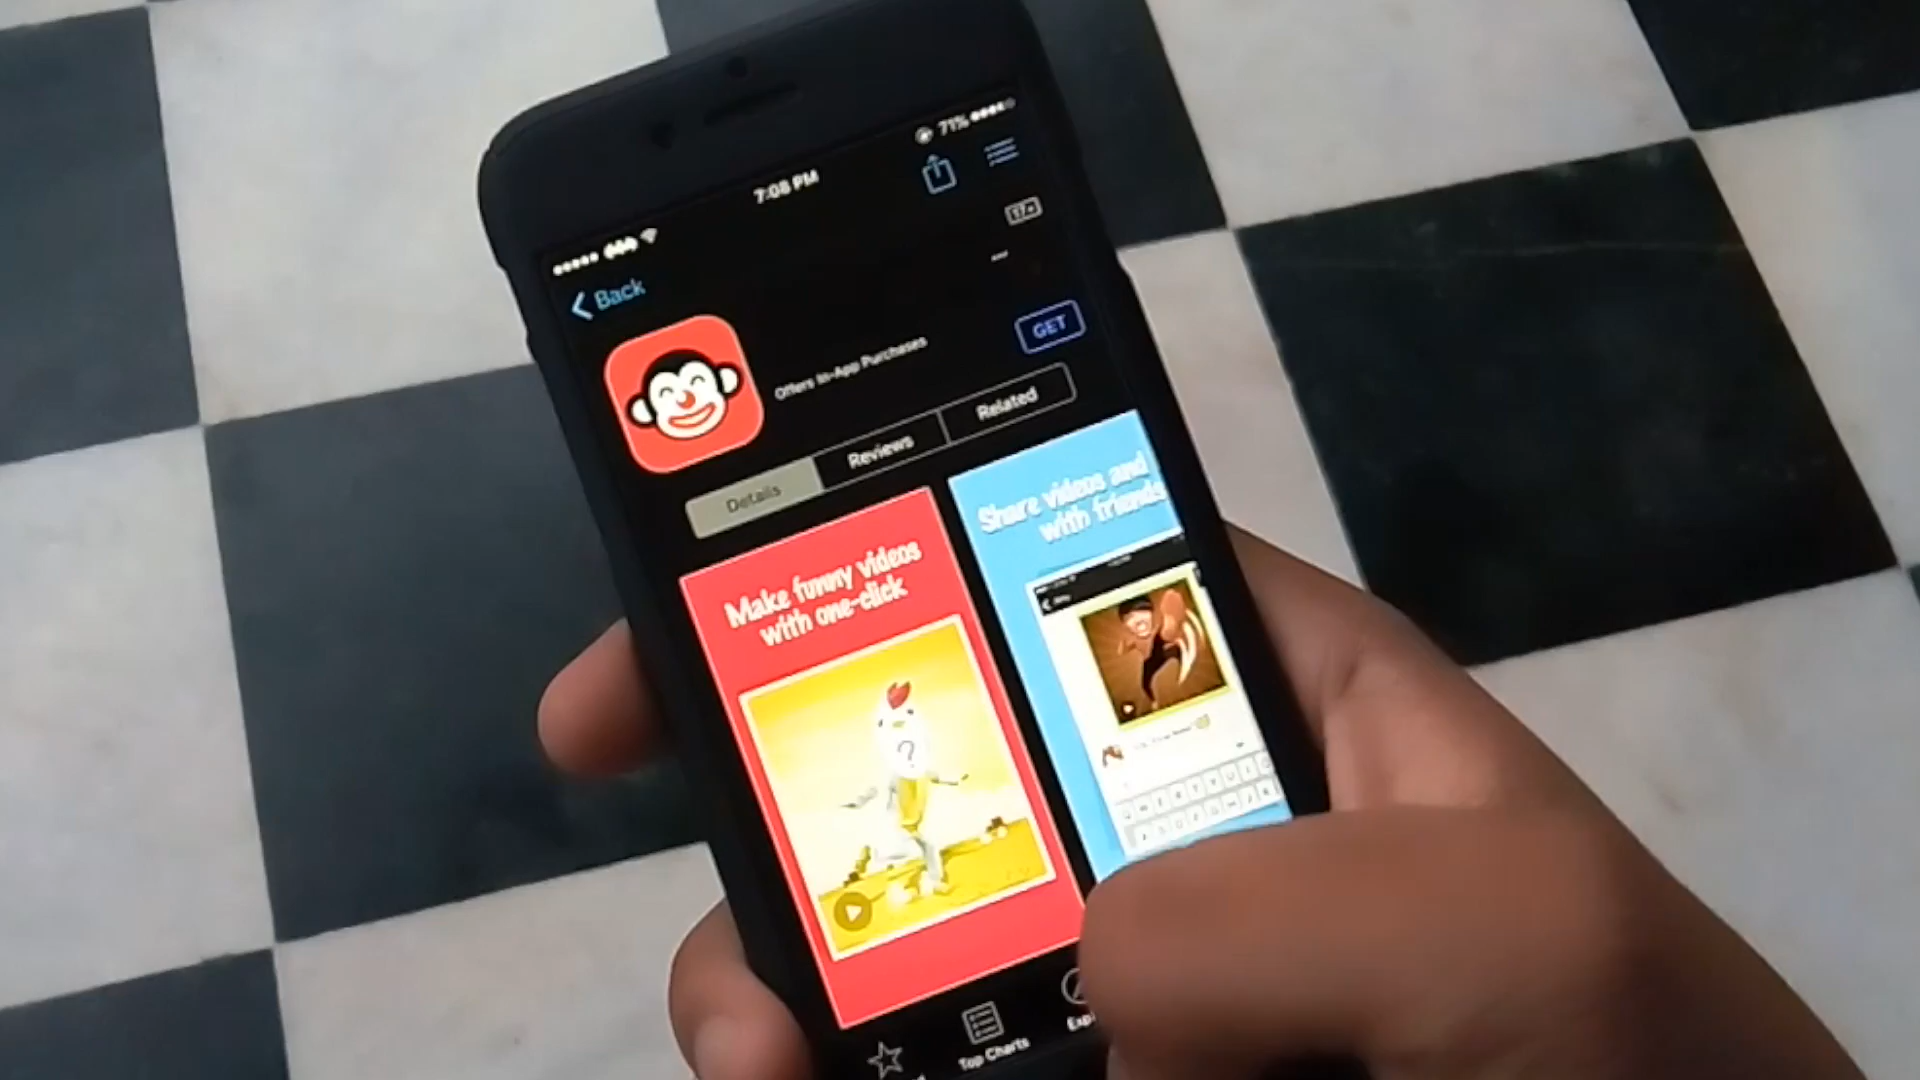 71%
7:08 PM
Back
17+
GET
Offers In-App Purchases
Details
Reviews
Related
Make funny videos
with one-click
Share videos and
with friends
?
Top Charts